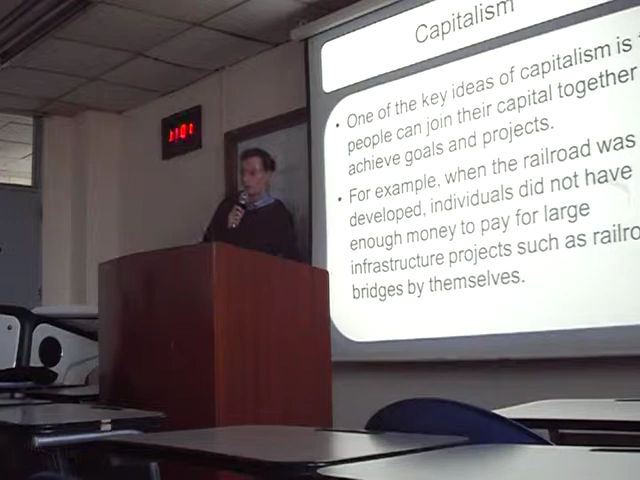 Capitalism
• One of the key ideas of capitalism is
people can join their capital together
achieve goals and projects.
• For example, when the railroad was
developed, individuals did not have
enough money to pay for large
infrastructure projects such as railro
bridges by themselves.